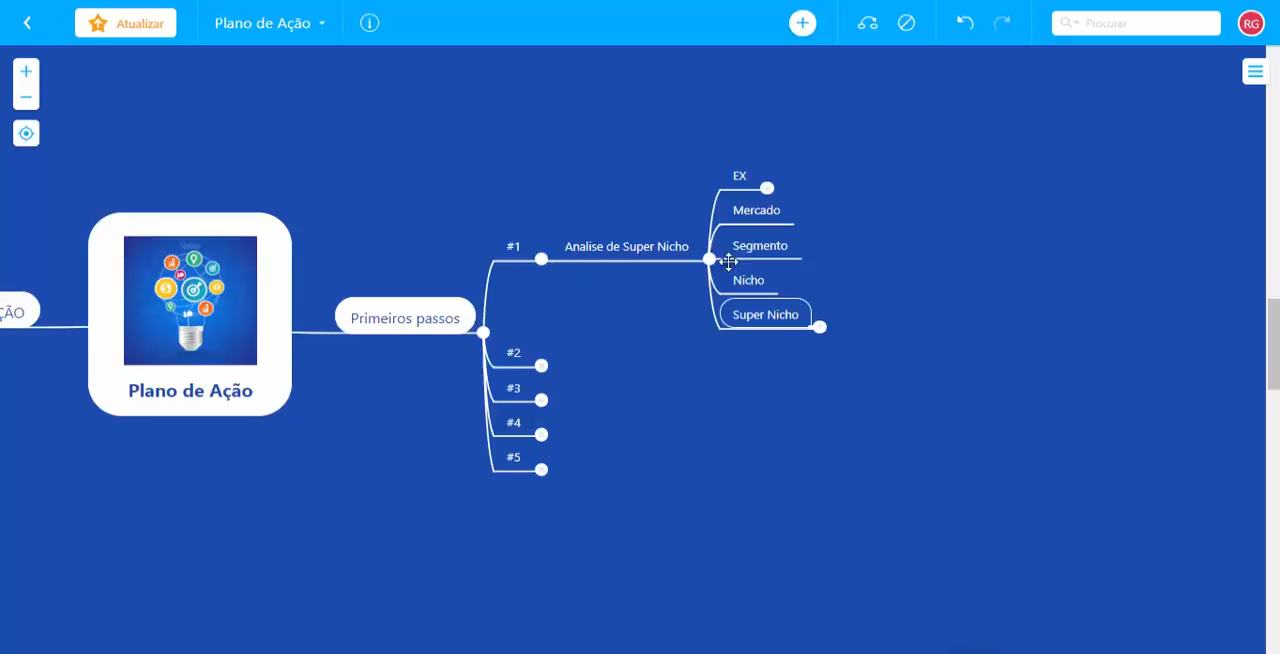 Atualizar
Plano de Ação
Procurar
RG
EX
Mercado
#1
Analise de Super Nicho
Segmento
Nicho
ÇÃO
Primeiros passos
Super Nicho
#2
#3
Plano de Ação
#4
#5